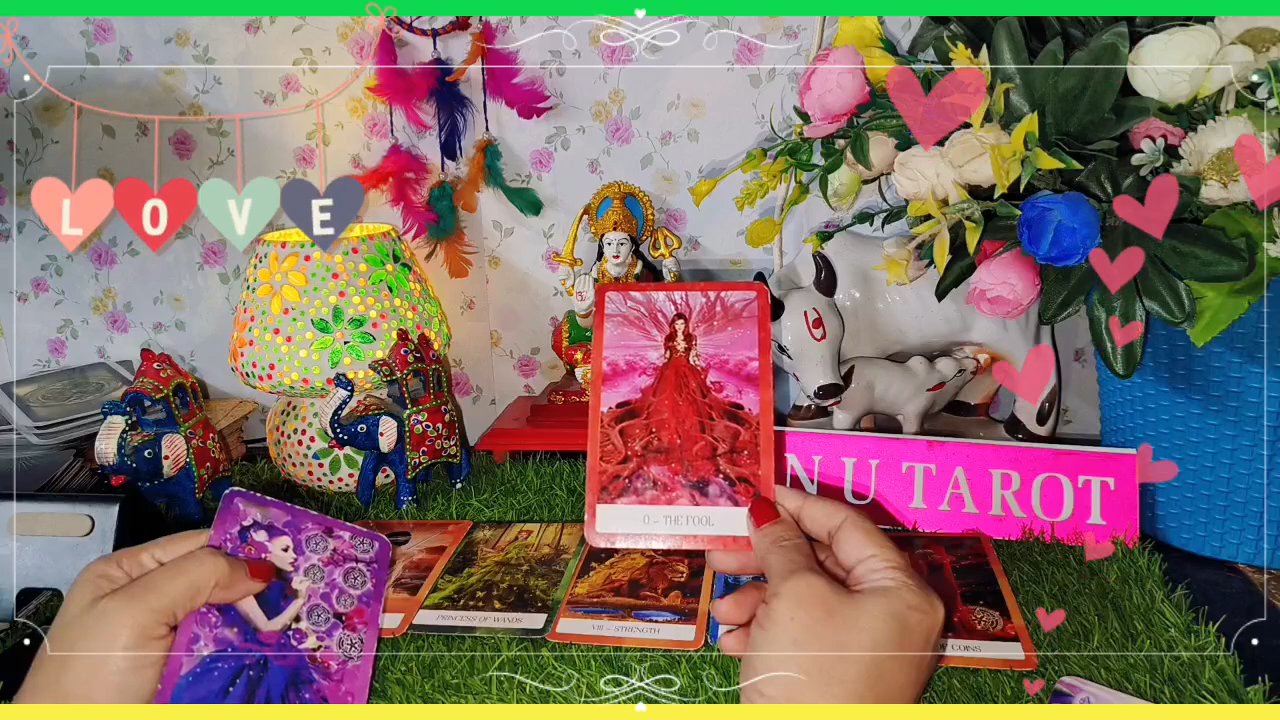 L O V E
N U TAROT
0 – THE FOOL
PRINCESS OF WANDS
VIII – STRENGTH
COINS